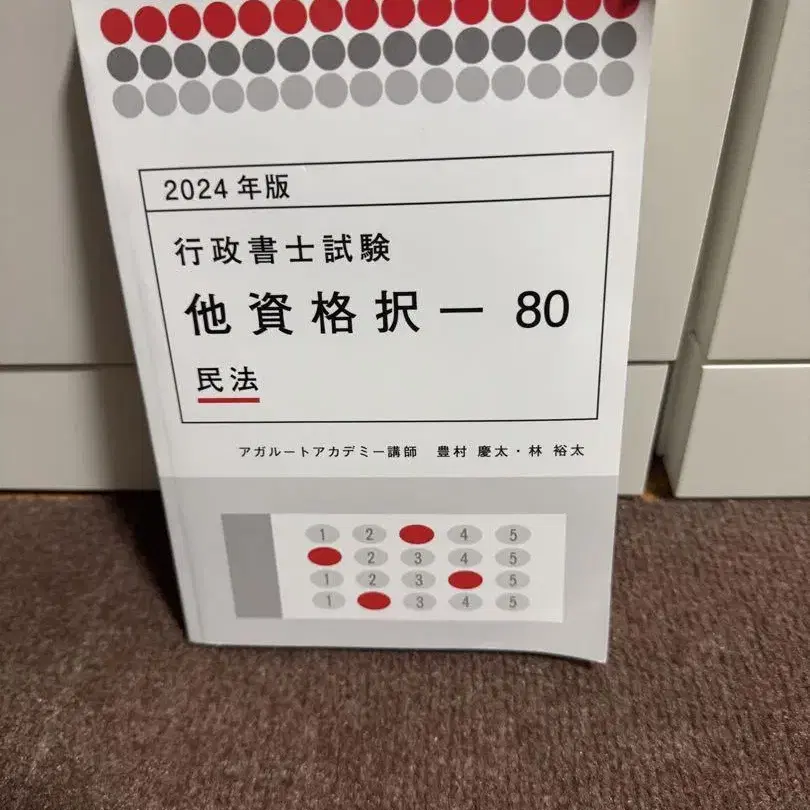 2024年版
行政書士試験
他資格択一 80
民法
アガルートアカデミー講師 豊村 慶太・林 裕太
1 2 4 5
2 3 4 5
1 2 3 5
1 3 4 5